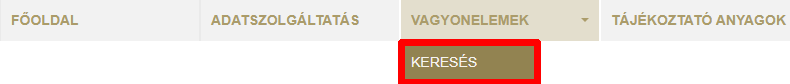 FŐOLDAL ADATSZOLGÁLTATÁS VAGYONELEMEK TÁJÉKOZTATÓ ANYAGOK
KERESÉS